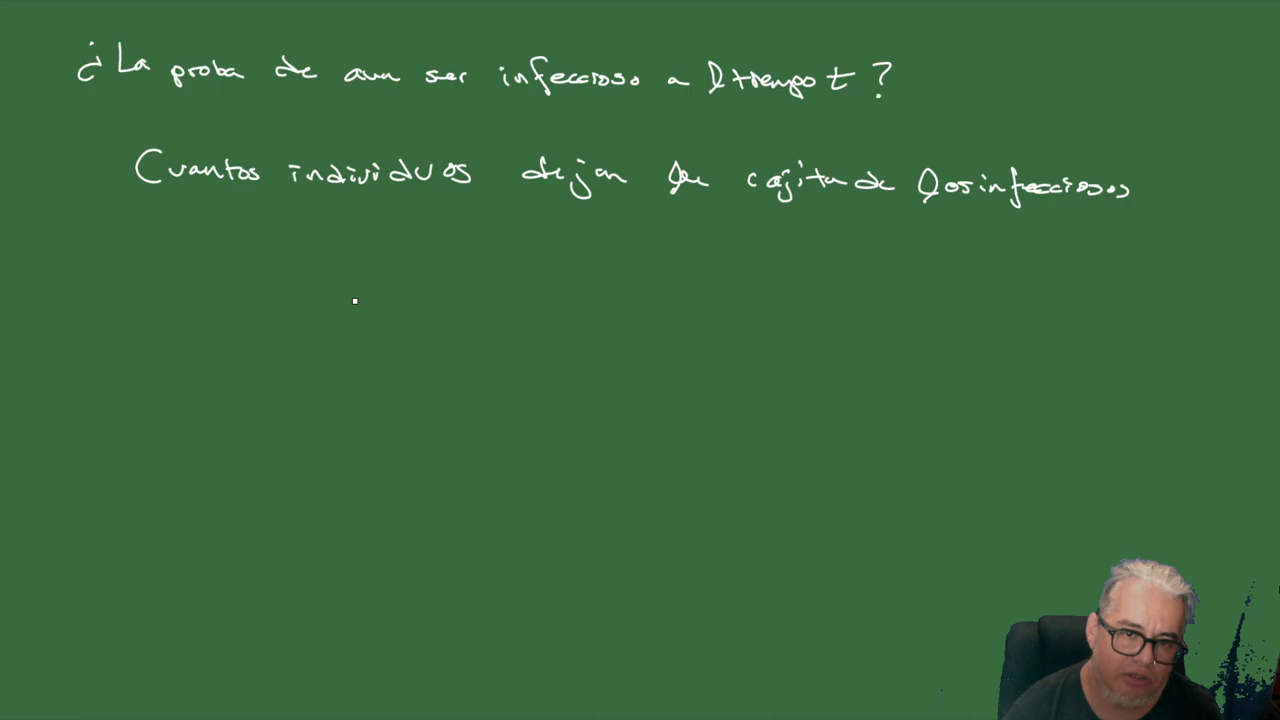 ¿La proba de aun ser infeccioso al tiempo t?
Cuantos individuos dejan la cajita de los infecciosos